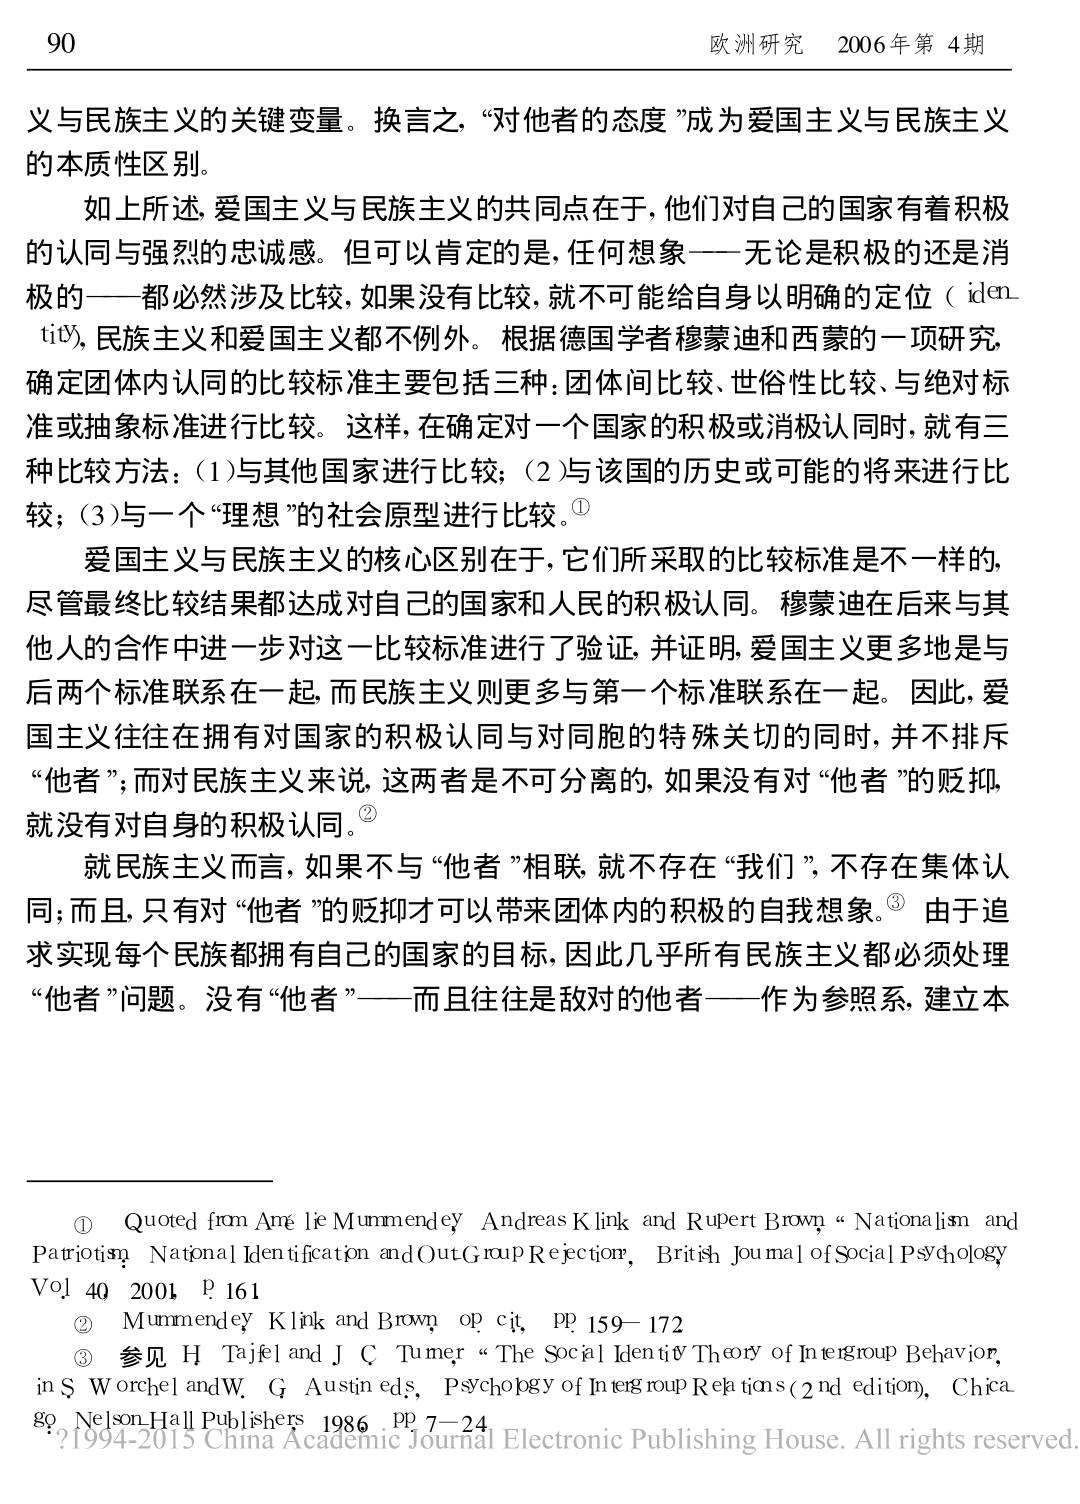 90
欧洲研究 2006年第 4期
义与民族主义的关键变量。换言之,“对他者的态度”成为爱国主义与民族主义
的本质性区别。
如上所述,爱国主义与民族主义的共同点在于,他们对自己的国家有着积极
的认同与强烈的忠诚感。但可以肯定的是,任何想象——无论是积极的还是消
极的——都必然涉及比较,如果没有比较,就不可能给自身以明确的定位(iden-
tity),民族主义和爱国主义都不例外。根据德国学者穆蒙迪和西蒙的一项研究,
确定团体内认同的比较标准主要包括三种:团体间比较、世俗性比较、与绝对标
准或抽象标准进行比较。这样,在确定对一个国家的积极或消极认同时,就有三
种比较方法:(1)与其他国家进行比较;(2)与该国的历史或可能的将来进行比
较;(3)与一个“理想”的社会原型进行比较。①
爱国主义与民族主义的核心区别在于,它们所采取的比较标准是不一样的,
尽管最终比较结果都达成对自己的国家和人民的积极认同。穆蒙迪在后来与其
他人的合作中进一步对这一比较标准进行了验证,并证明,爱国主义更多地是与
后两个标准联系在一起,而民族主义则更多与第一个标准联系在一起。因此,爱
国主义往往在拥有对国家的积极认同与对同胞的特殊关切的同时,并不排斥
“他者”;而对民族主义来说,这两者是不可分离的,如果没有对“他者”的贬抑,
就没有对自身的积极认同。②
就民族主义而言,如果不与“他者”相联,就不存在“我们”,不存在集体认
同;而且,只有对“他者”的贬抑才可以带来团体内的积极的自我想象。③ 由于追
求实现每个民族都拥有自己的国家的目标,因此几乎所有民族主义都必须处理
“他者”问题。没有“他者”——而且往往是敌对的他者——作为参照系,建立本
① Quoted from Amélie Mummendey, Andreas Klink and Rupert Brown, “Nationalism and
Patriotism: National Identification and Out-Group Rejection”, British Journal of Social Psychology,
Vol. 40, 2001, p. 161.
② Mummendey, Klink and Brown, op. cit., pp. 159—172.
③ 参见 H. Tajfel and J. C. Turner, “The Social Identity Theory of Intergroup Behavior”,
in S. Worchel and W. G. Austin eds., Psychology of Intergroup Relations (2nd edition), Chica-
go: Nelson-Hall Publishers, 1986, pp. 7—24.
?1994-2015 China Academic Journal Electronic Publishing House. All rights reserved.